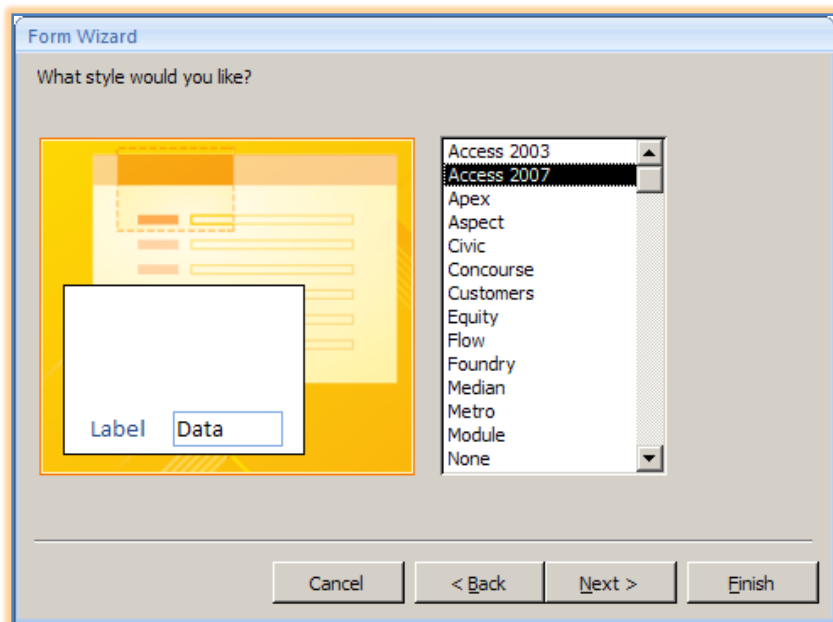 Form Wizard
What style would you like?
Access 2003
Access 2007
Apex
Aspect
Civic
Concourse
Customers
Equity
Flow
Foundry
Median
Metro
Module
None
Label Data
Cancel < Back Next > Finish